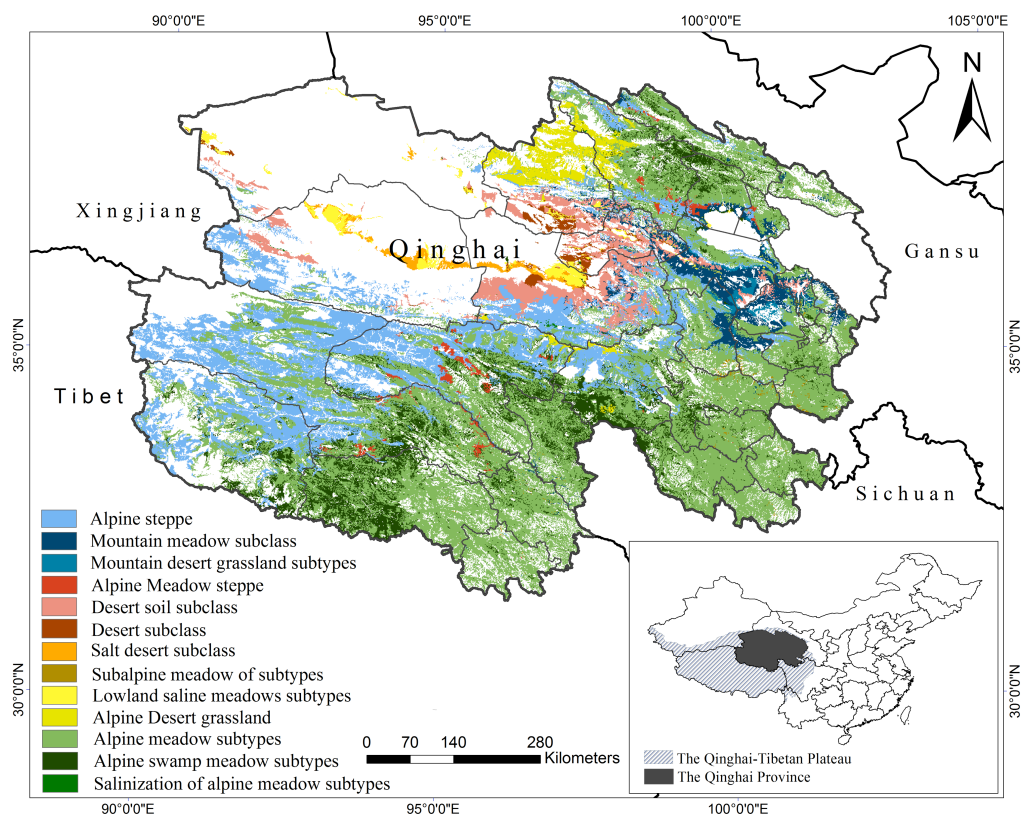 90°0'0"E 95°0'0"E 100°0'0"E 105°0'0"E
N
Xingjiang
Qinghai
Gansu
35°0'0"N 35°0'0"N
Tibet
Sichuan
Alpine steppe
Mountain meadow subclass
Mountain desert grassland subtypes
Alpine Meadow steppe
Desert soil subclass
Desert subclass
Salt desert subclass
Subalpine meadow of subtypes
Lowland saline meadows subtypes
Alpine Desert grassland
Alpine meadow subtypes
Alpine swamp meadow subtypes
Salinization of alpine meadow subtypes
30°0'0"N 30°0'0"N
0 70 140 280
Kilometers
The Qinghai-Tibetan Plateau
The Qinghai Province
90°0'0"E 95°0'0"E 100°0'0"E